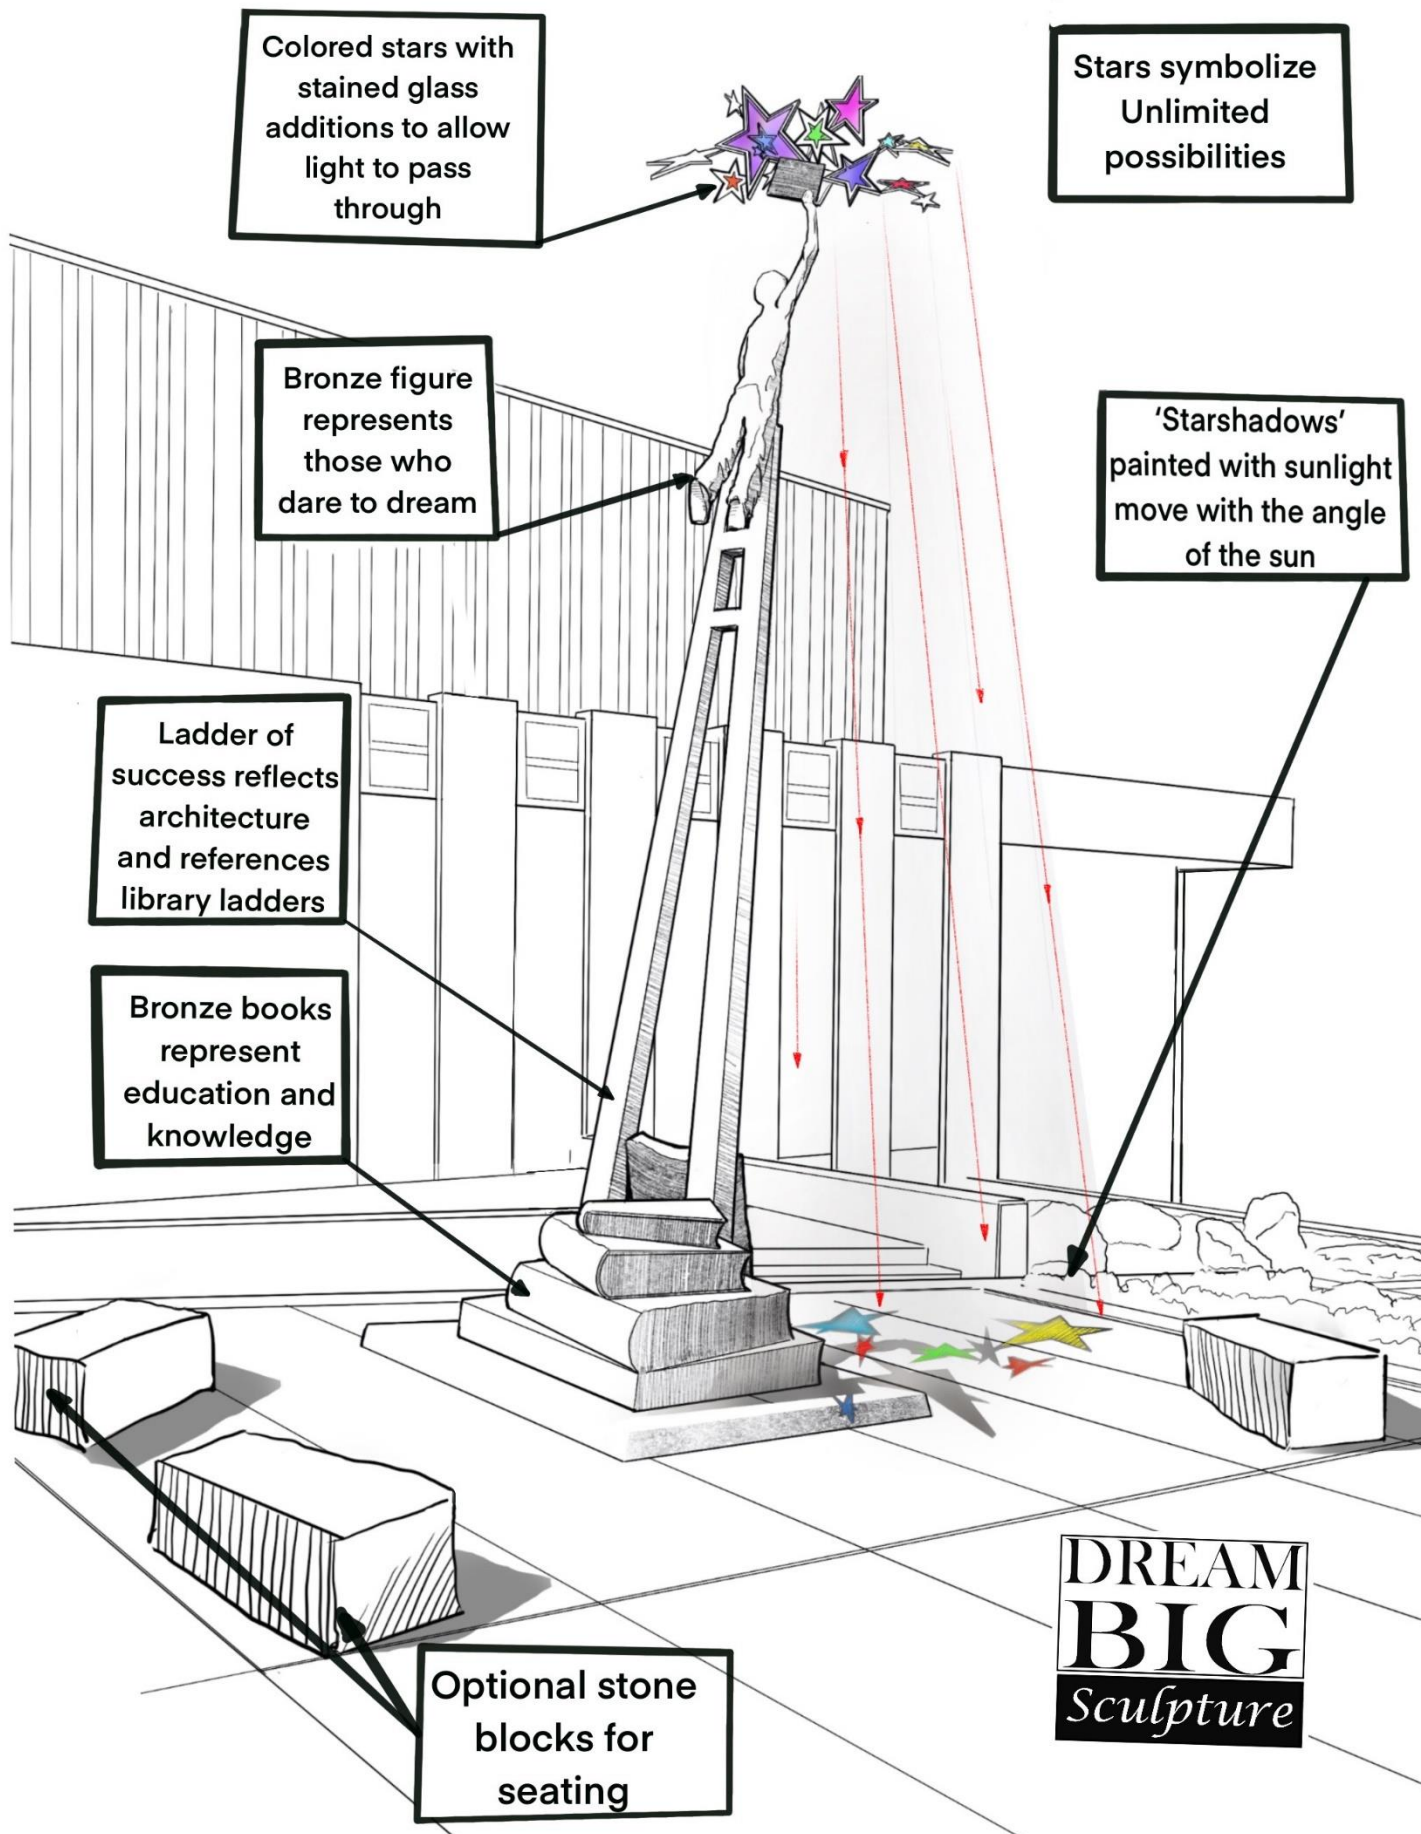 Colored stars with
stained glass
additions to allow
light to pass
through
Stars symbolize
Unlimited
possibilities
Bronze figure
represents
those who
dare to dream
'Starshadows'
painted with sunlight
move with the angle
of the sun
Ladder of
success reflects
architecture
and references
library ladders
Bronze books
represent
education and
knowledge
Optional stone
blocks for
seating
DREAM
BIG
Sculpture